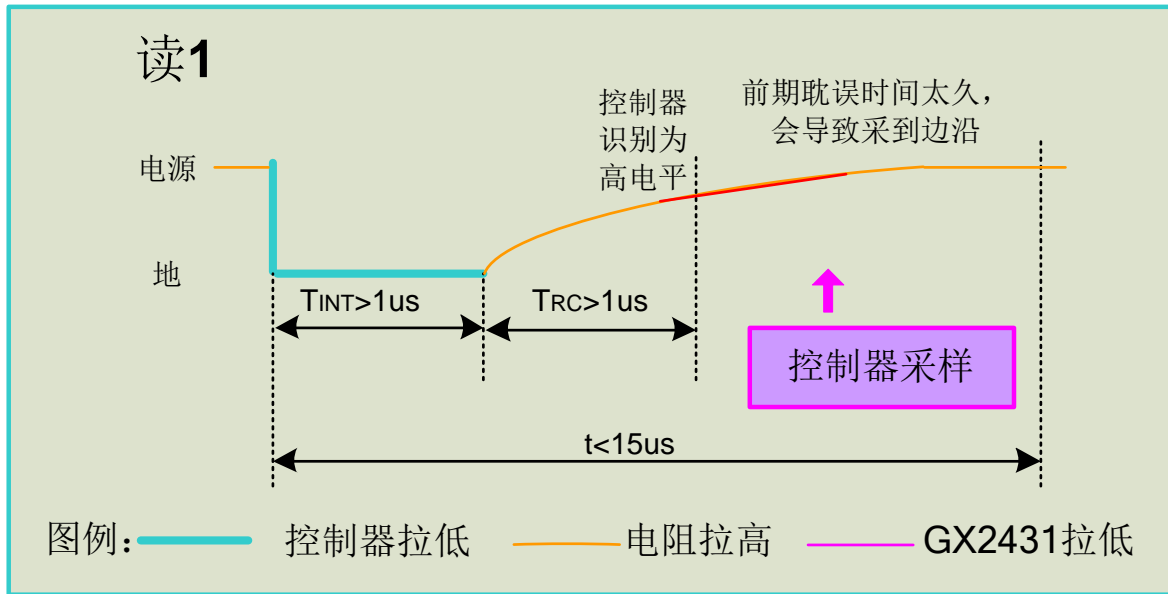 读1
控制器
识别为
高电平
前期耽误时间太久，
会导致采到边沿
电源
地
TINT>1us
TRC>1us
控制器采样
t<15us
图例：
控制器拉低
电阻拉高
GX2431拉低